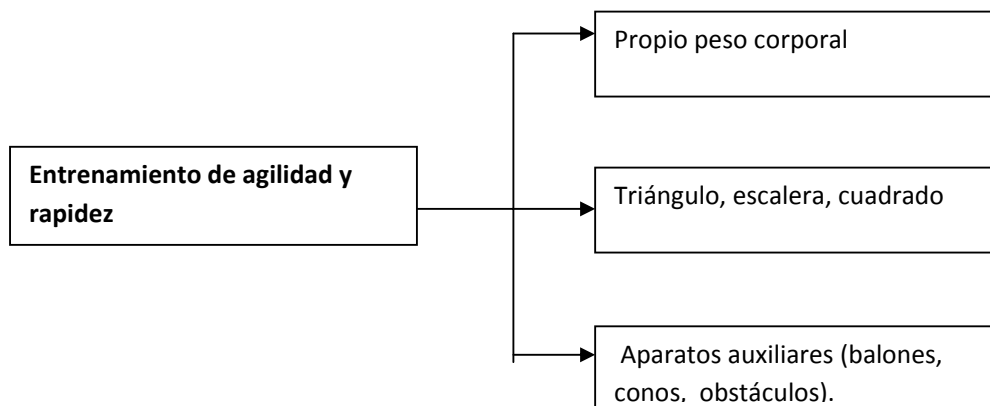 Propio peso corporal
Entrenamiento de agilidad y
rapidez
Triángulo, escalera, cuadrado
Aparatos auxiliares (balones,
conos, obstáculos).